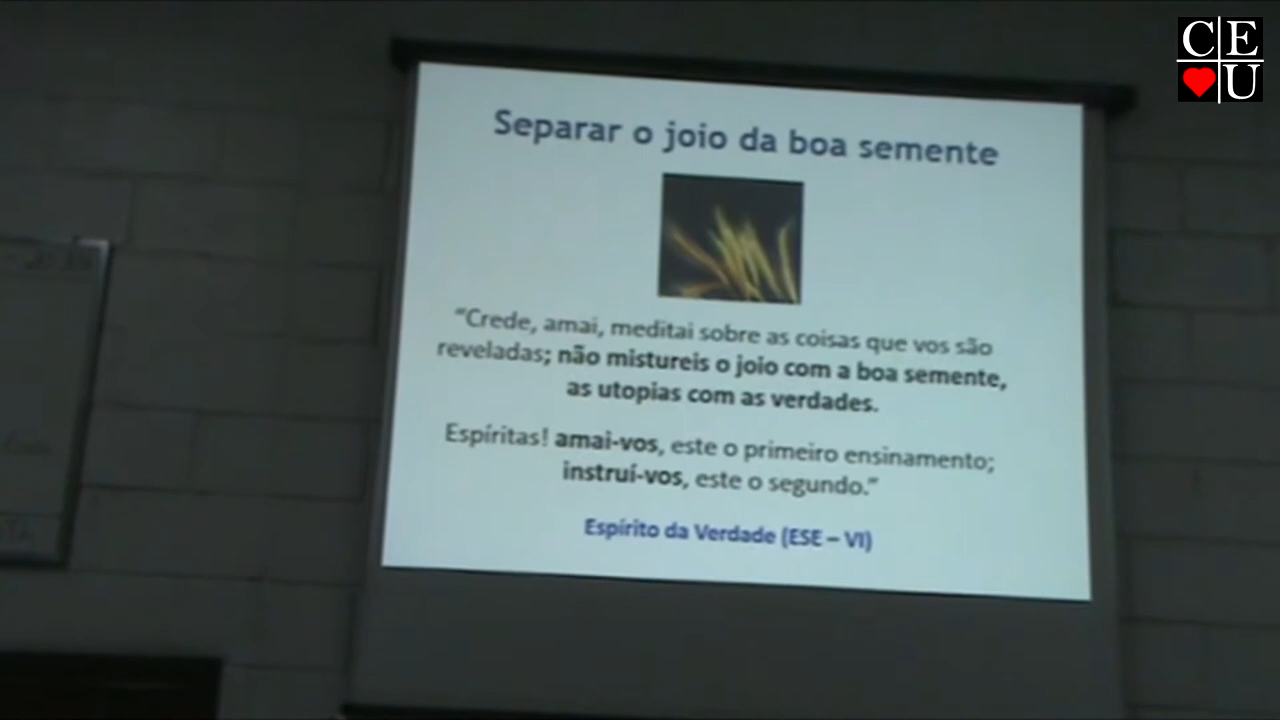 CE
U
Separar o joio da boa semente
“Crede, amai, meditai sobre as coisas que vos são
reveladas; não mistureis o joio com a boa semente,
as utopias com as verdades.
Espíritas! amai-vos, este o primeiro ensinamento;
instruí-vos, este o segundo.”
Espírito da Verdade (ESE – VI)